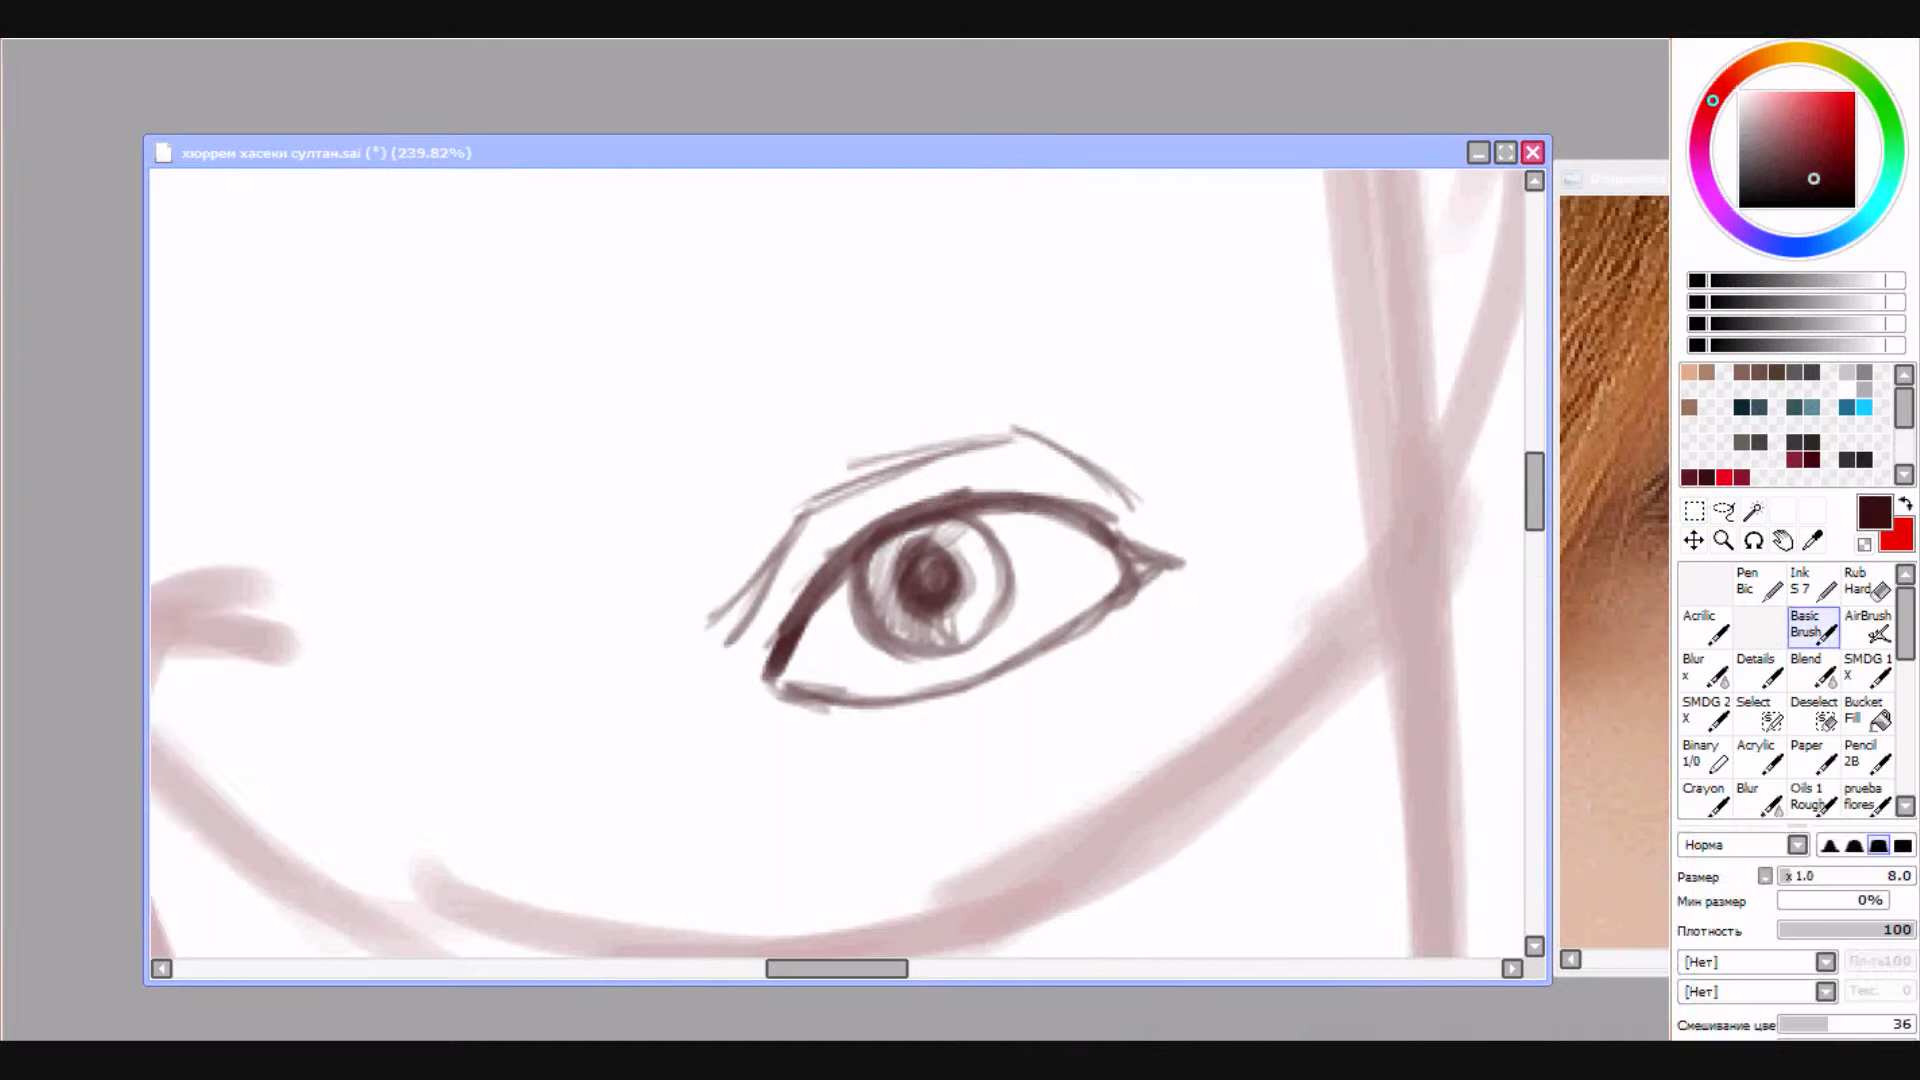 хюррем хасеки султан.sai (*) (239.82%)
Pen Bic
Ink S 7
Rub Hard
Acrilic
Basic Brush
AirBrush
Blur x
Details
Blend
SMDG 1 X
SMDG 2 X
Select
Deselect
Bucket Fill
Binary 1/0
Acrylic
Paper
Pencil 2B
Crayon
Blur
Oils 1 Rough
prueba flores
Норма
Размер x 1.0 8.0
Мин размер 0%
Плотность 100
[Нет] 100
[Нет] Текс. 0
Смешивание цве 36